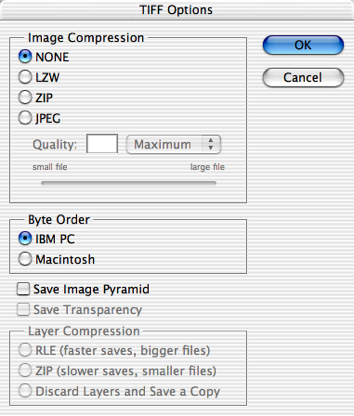 TIFF Options
Image Compression
NONE
LZW
ZIP
JPEG
Quality: Maximum
small file large file
Byte Order
IBM PC
Macintosh
Save Image Pyramid
Save Transparency
Layer Compression
RLE (faster saves, bigger files)
ZIP (slower saves, smaller files)
Discard Layers and Save a Copy
OK
Cancel